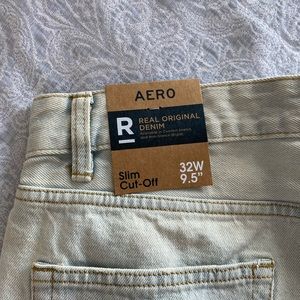 AERO
R
REAL ORIGINAL
DENIM
Slim
Cut-Off
32W
9.5"